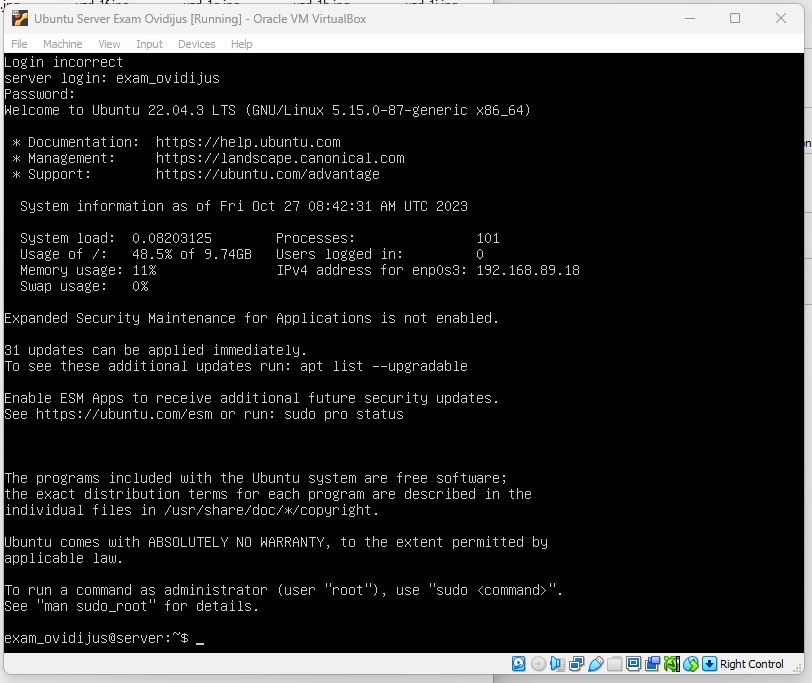 Ubuntu Server Exam Ovidijus [Running] - Oracle VM VirtualBox
File Machine View Input Devices Help
Login incorrect
server login: exam_ovidijus
Password:
Welcome to Ubuntu 22.04.3 LTS (GNU/Linux 5.15.0-87-generic x86_64)
* Documentation: https://help.ubuntu.com
* Management: https://landscape.canonical.com
* Support: https://ubuntu.com/advantage
System information as of Fri Oct 27 08:42:31 AM UTC 2023
System load: 0.08203125 Processes: 101
Usage of /: 48.5% of 9.74GB Users logged in: 0
Memory usage: 11% IPv4 address for enp0s3: 192.168.89.18
Swap usage: 0%
Expanded Security Maintenance for Applications is not enabled.
31 updates can be applied immediately.
To see these additional updates run: apt list --upgradable
Enable ESM Apps to receive additional future security updates.
See https://ubuntu.com/esm or run: sudo pro status
The programs included with the Ubuntu system are free software;
the exact distribution terms for each program are described in the
individual files in /usr/share/doc/*/copyright.
Ubuntu comes with ABSOLUTELY NO WARRANTY, to the extent permitted by
applicable law.
To run a command as administrator (user "root"), use "sudo <command>".
See "man sudo_root" for details.
exam_ovidijus@server:~$ _
Right Control